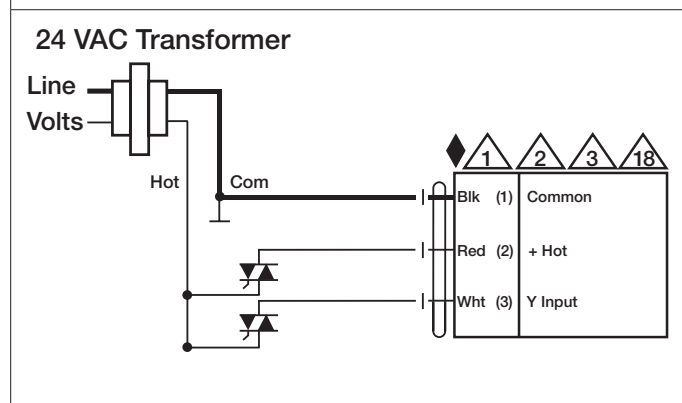 24 VAC Transformer
Line
Volts
Hot
Com
1 2 3 18
Blk (1) Common
Red (2) + Hot
Wht (3) Y Input